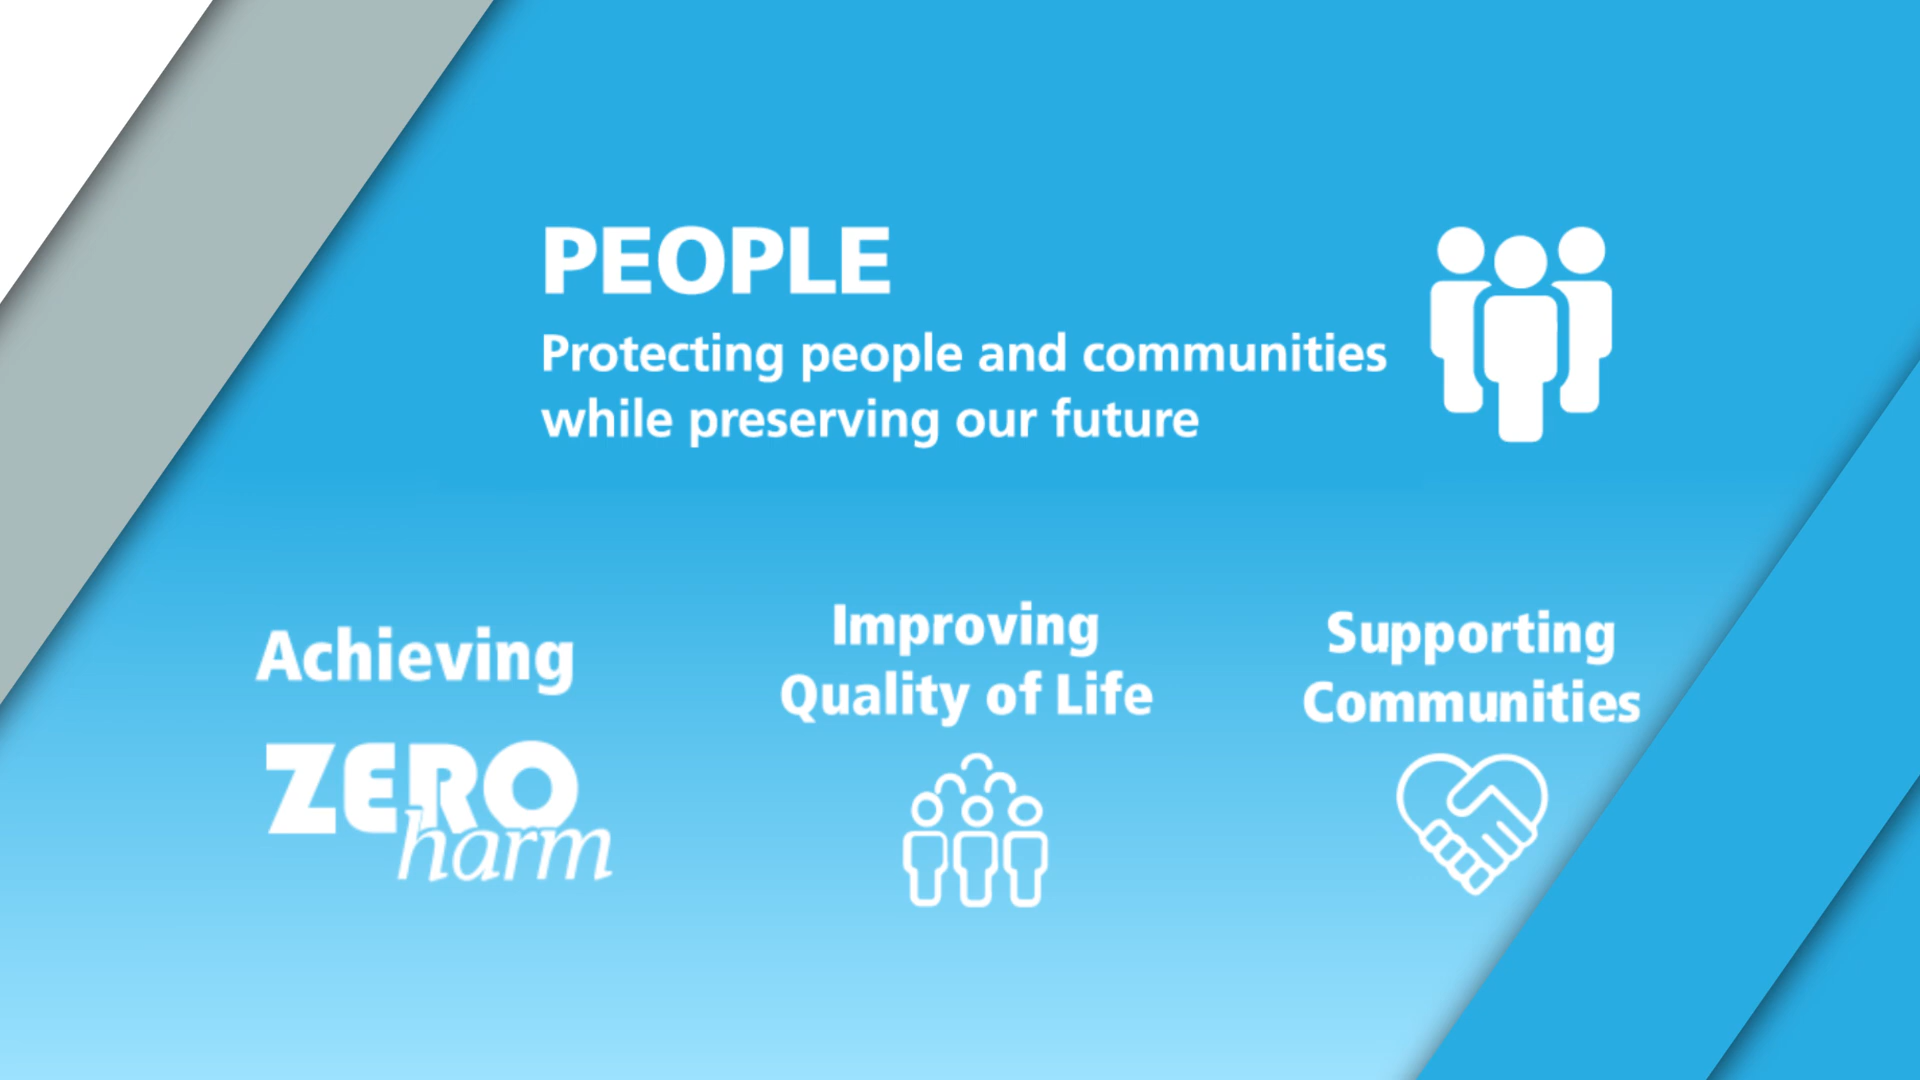 PEOPLE
Protecting people and communities
while preserving our future
Achieving
ZERO
harm
Improving
Quality of Life
Supporting
Communities